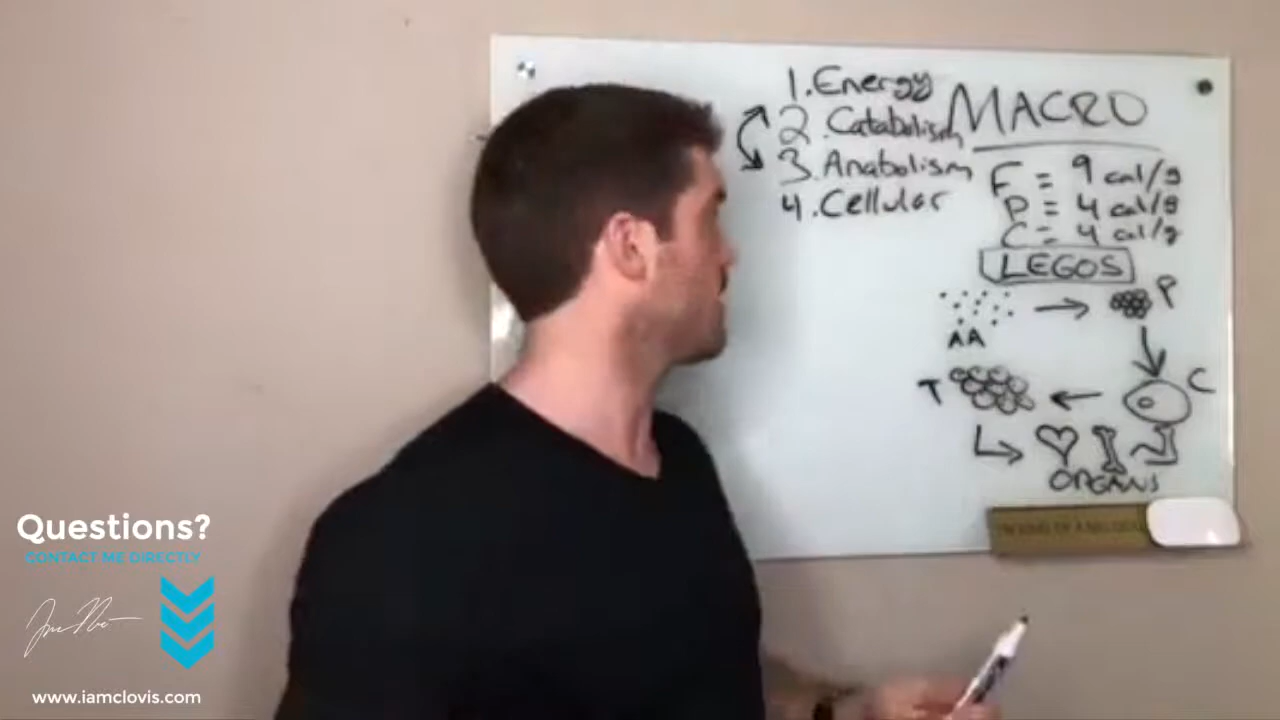 1. Energy
2. Catabolism
3. Anabolism
4. Cellular
MACRO
F = 9 cal/g
P = 4 cal/g
C = 4 cal/g
LEGOS
AA
P
C
T
ORGANS
Questions?
CONTACT ME DIRECTLY
www.iamclovis.com